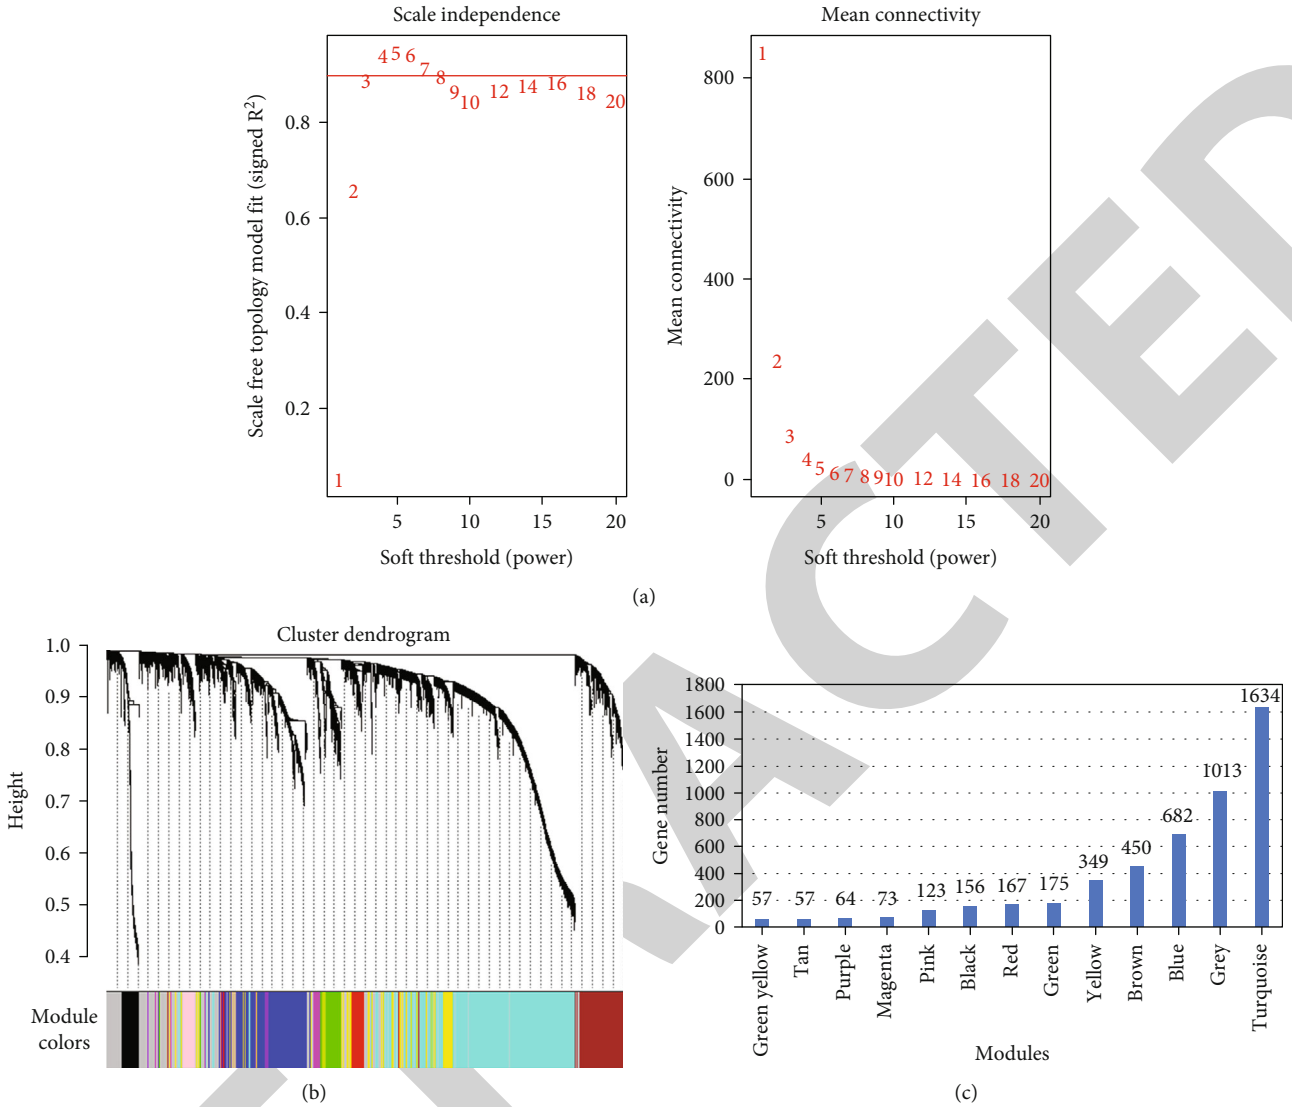 Scale independence
Mean connectivity
Scale free topology model fit (signed R²)
0.8
0.6
0.4
0.2
1
2
3
4
5
6
7
8
9
10
12
14
16
18
20
5
10
15
20
Soft threshold (power)
Mean connectivity
800
600
400
200
0
1
2
3
4
5
6
7
8
9
10
12
14
16
18
20
5
10
15
20
Soft threshold (power)
(a)
Cluster dendrogram
Height
1.0
0.9
0.8
0.7
0.6
0.5
0.4
Module
colors
(b)
Gene number
1800
1600
1400
1200
1000
800
600
400
200
0
57
57
64
73
123
156
167
175
349
450
682
1013
1634
Green yellow
Tan
Purple
Magenta
Pink
Black
Red
Green
Yellow
Brown
Blue
Grey
Turquoise
Modules
(c)
RACTED